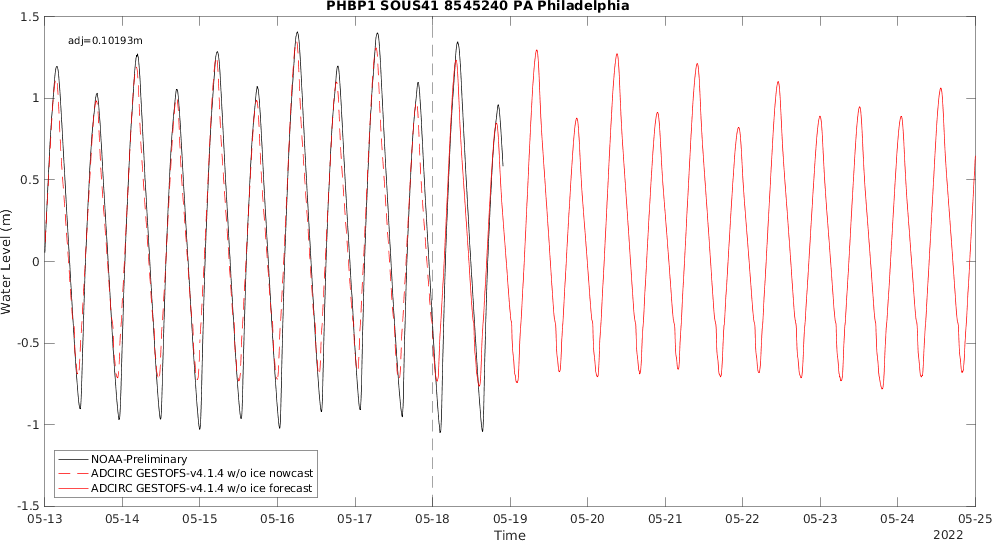 PHBP1 SOUS41 8545240 PA Philadelphia
adj=0.10193m
1.5
1
0.5
0
-0.5
-1
-1.5
Water Level (m)
NOAA-Preliminary
ADCIRC GESTOFS-v4.1.4 w/o ice nowcast
ADCIRC GESTOFS-v4.1.4 w/o ice forecast
05-13 05-14 05-15 05-16 05-17 05-18 05-19 05-20 05-21 05-22 05-23 05-24 05-25
Time
2022